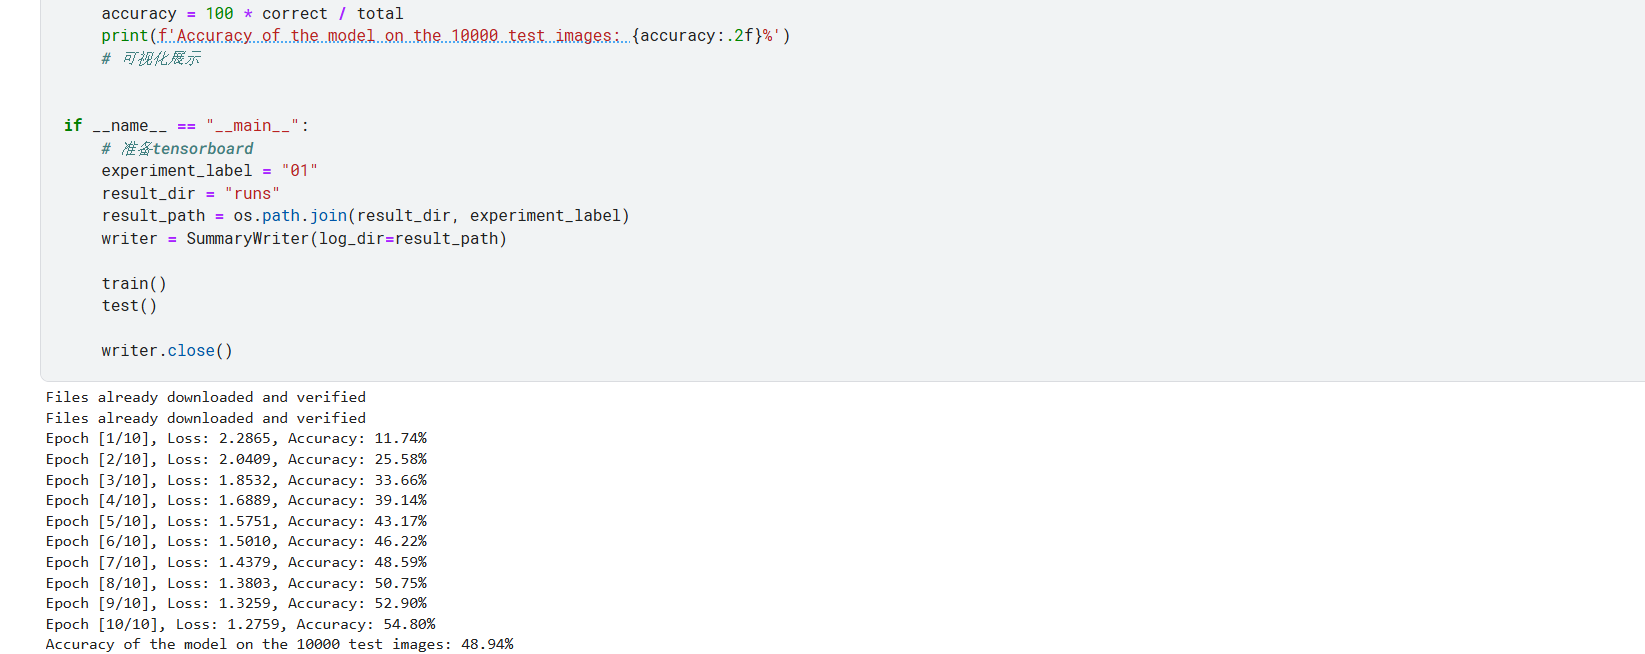 accuracy = 100 * correct / total
print(f'Accuracy of the model on the 10000 test images: {accuracy:.2f}%')
# 可视化展示
if __name__ == "__main__":
# 准备tensorboard
experiment_label = "01"
result_dir = "runs"
result_path = os.path.join(result_dir, experiment_label)
writer = SummaryWriter(log_dir=result_path)
train()
test()
writer.close()
Files already downloaded and verified
Files already downloaded and verified
Epoch [1/10], Loss: 2.2865, Accuracy: 11.74%
Epoch [2/10], Loss: 2.0409, Accuracy: 25.58%
Epoch [3/10], Loss: 1.8532, Accuracy: 33.66%
Epoch [4/10], Loss: 1.6889, Accuracy: 39.14%
Epoch [5/10], Loss: 1.5751, Accuracy: 43.17%
Epoch [6/10], Loss: 1.5010, Accuracy: 46.22%
Epoch [7/10], Loss: 1.4379, Accuracy: 48.59%
Epoch [8/10], Loss: 1.3803, Accuracy: 50.75%
Epoch [9/10], Loss: 1.3259, Accuracy: 52.90%
Epoch [10/10], Loss: 1.2759, Accuracy: 54.80%
Accuracy of the model on the 10000 test images: 48.94%